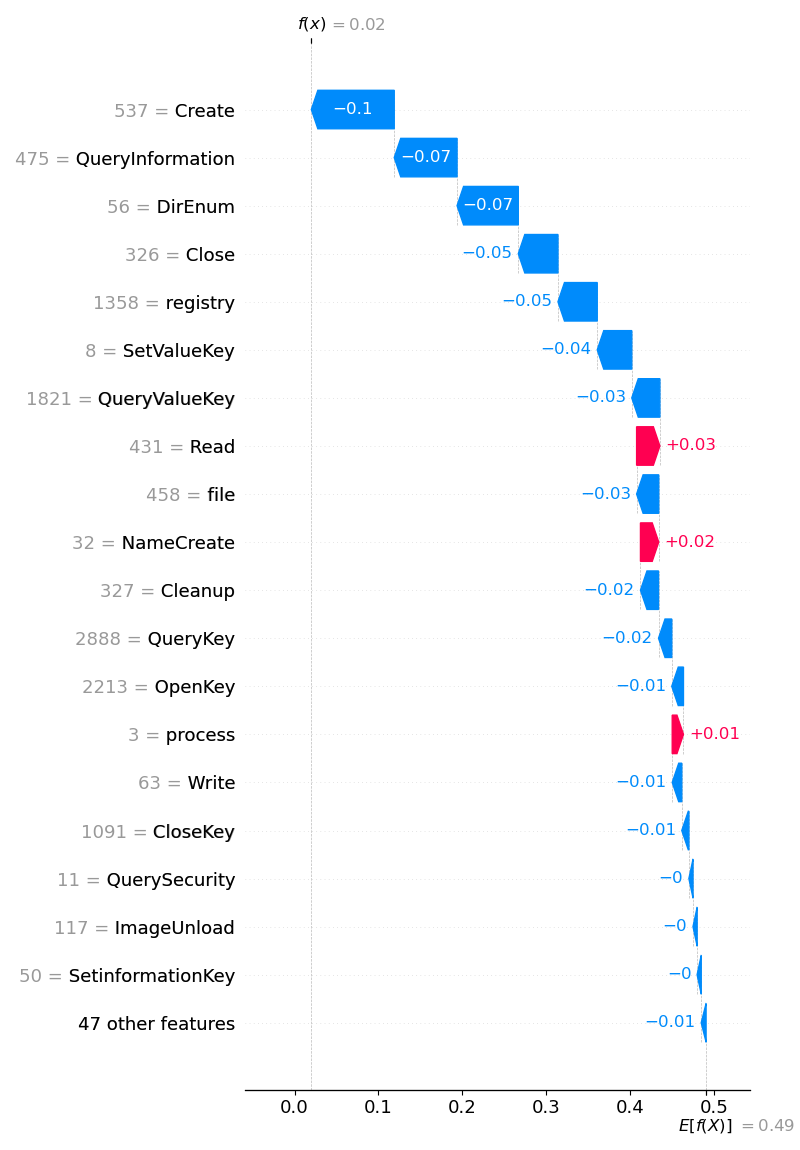 f(x) = 0.02
537 = Create −0.1
475 = QueryInformation −0.07
56 = DirEnum −0.07
326 = Close −0.05
1358 = registry −0.05
8 = SetValueKey −0.04
1821 = QueryValueKey −0.03
431 = Read +0.03
458 = file −0.03
32 = NameCreate +0.02
327 = Cleanup −0.02
2888 = QueryKey −0.02
2213 = OpenKey −0.01
3 = process +0.01
63 = Write −0.01
1091 = CloseKey −0.01
11 = QuerySecurity −0
117 = ImageUnload −0
50 = SetinformationKey −0
47 other features −0.01
0.0 0.1 0.2 0.3 0.4 0.5
E[f(X)] = 0.49